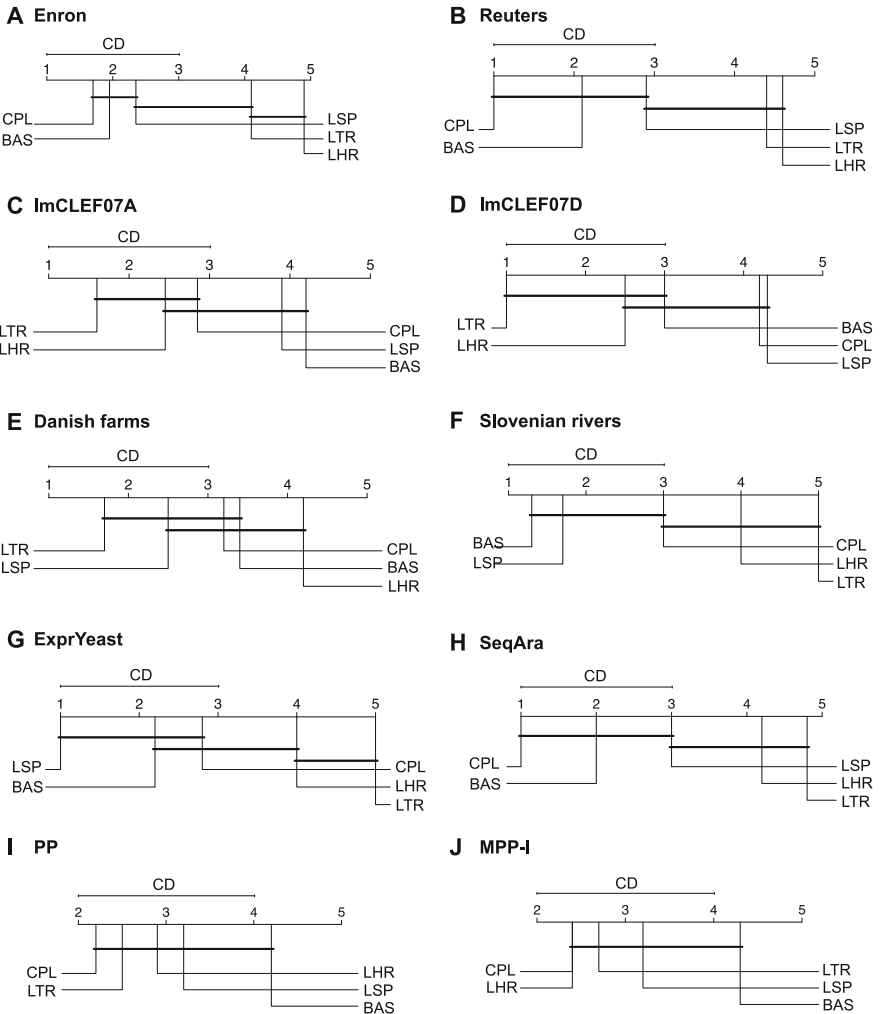 A Enron
CD
1 2 3 4 5
CPL LSP
BAS LTR
LHR
B Reuters
CD
1 2 3 4 5
CPL LSP
BAS LTR
LHR
C ImCLEF07A
CD
1 2 3 4 5
LTR CPL
LHR LSP
BAS
D ImCLEF07D
CD
1 2 3 4 5
LTR BAS
LHR CPL
LSP
E Danish farms
CD
1 2 3 4 5
LTR CPL
LSP BAS
LHR
F Slovenian rivers
CD
1 2 3 4 5
BAS CPL
LSP LHR
LTR
G ExprYeast
CD
1 2 3 4 5
LSP CPL
BAS LHR
LTR
H SeqAra
CD
1 2 3 4 5
CPL LSP
BAS LHR
LTR
I PP
CD
2 3 4 5
CPL LHR
LTR LSP
BAS
J MPP-I
CD
2 3 4 5
CPL LTR
LHR LSP
BAS